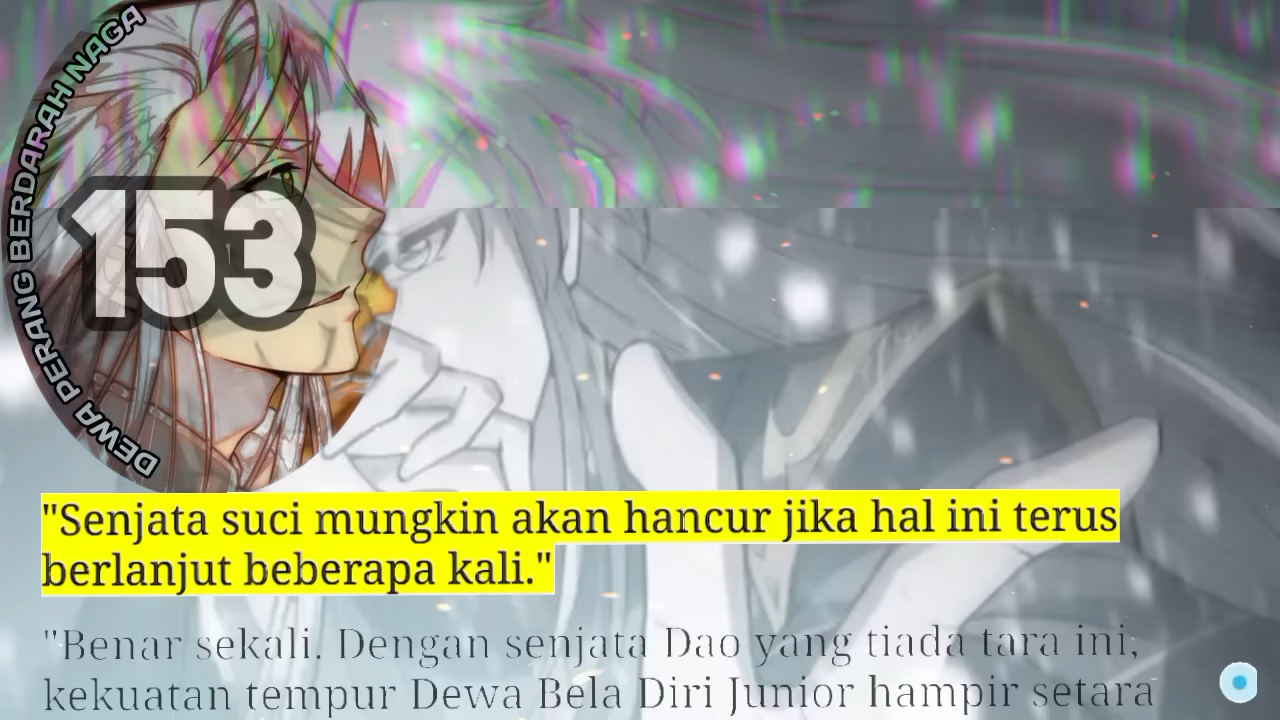 DEWA PERANG BERDARAH NAGA
153
"Senjata suci mungkin akan hancur jika hal ini terus
berlanjut beberapa kali."
"Benar sekali. Dengan senjata Dao yang tiada tara ini,
kekuatan tempur Dewa Bela Diri Junior hampir setara